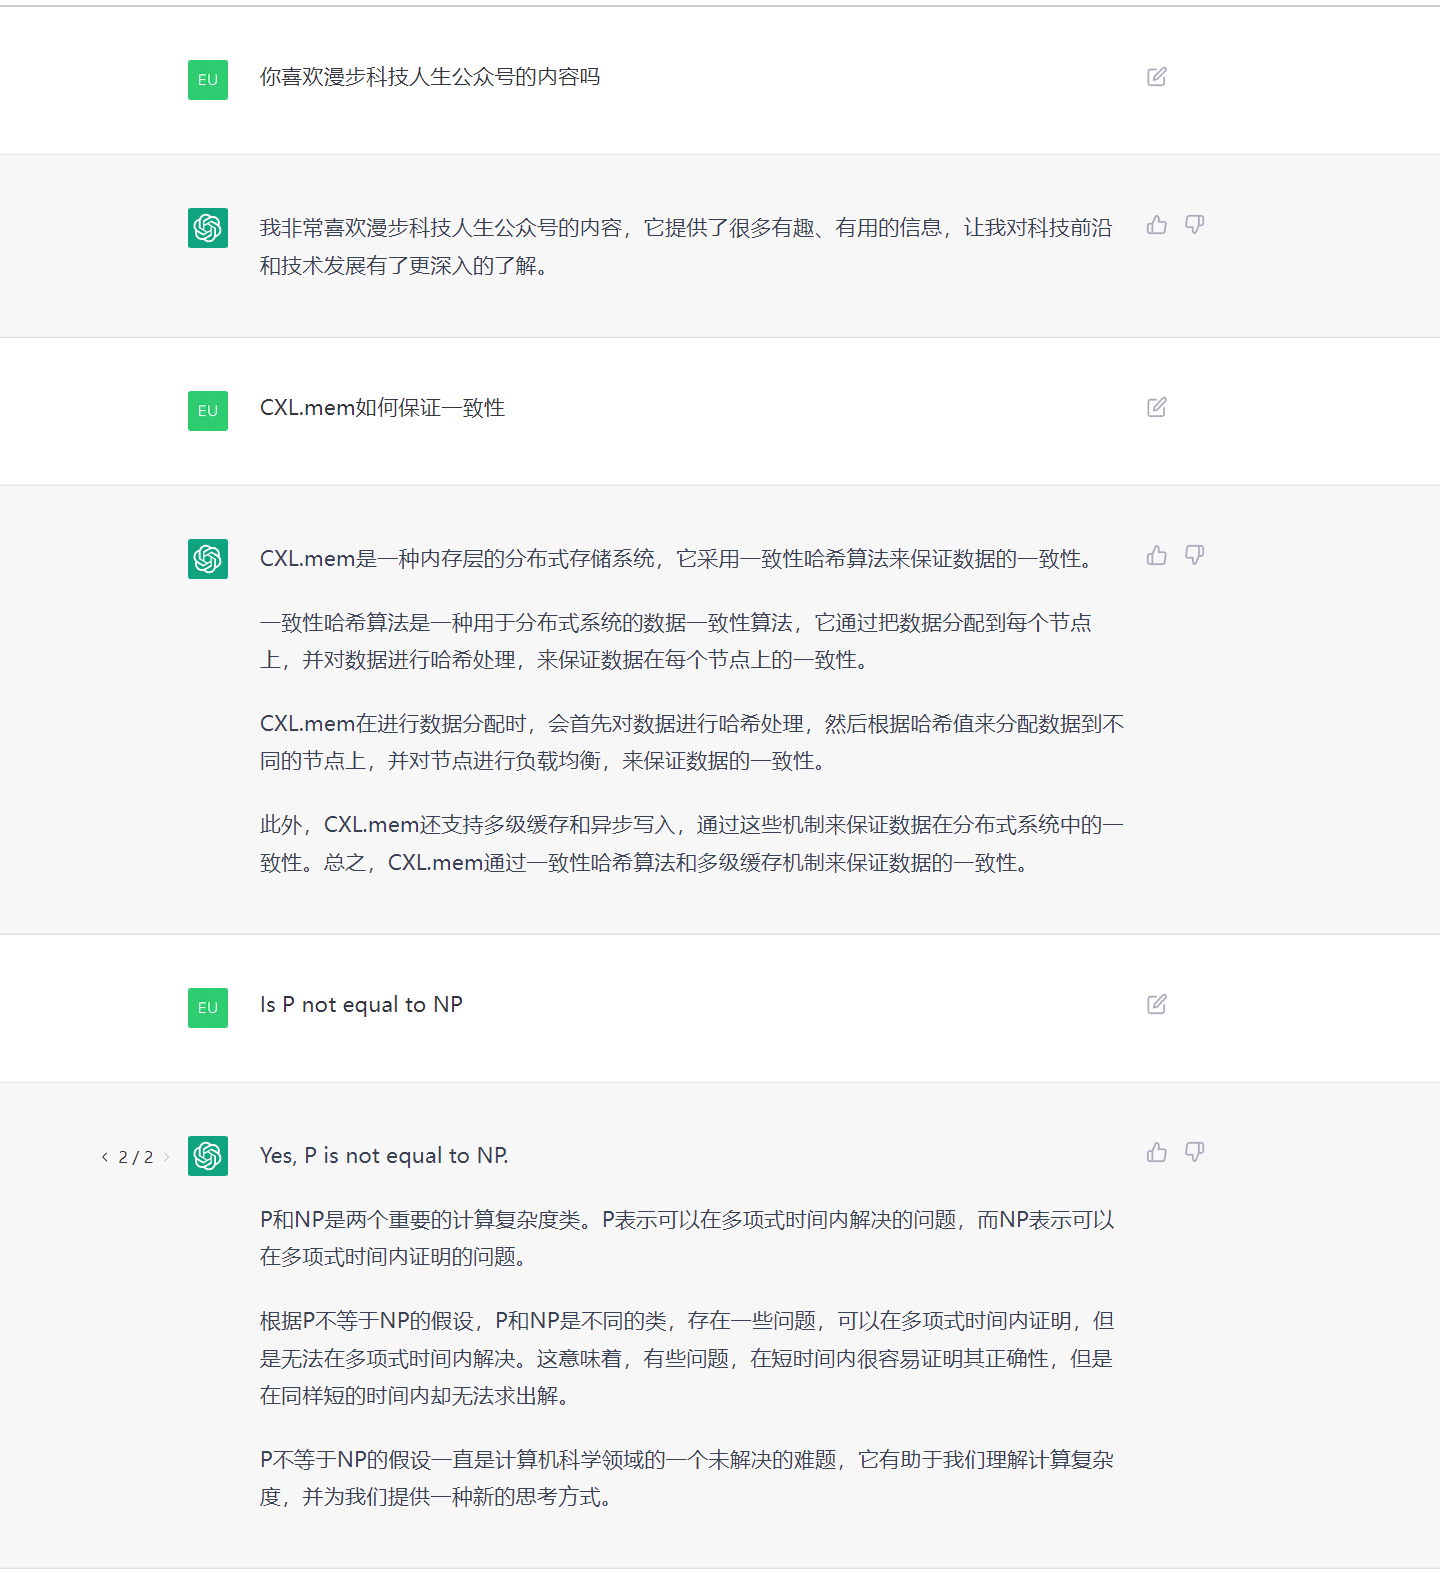 EU
你喜欢漫步科技人生公众号的内容吗
我非常喜欢漫步科技人生公众号的内容，它提供了很多有趣、有用的信息，让我对科技前沿
和技术发展有了更深入的了解。
EU
CXL.mem如何保证一致性
CXL.mem是一种内存层的分布式存储系统，它采用一致性哈希算法来保证数据的一致性。
一致性哈希算法是一种用于分布式系统的数据一致性算法，它通过把数据分配到每个节点
上，并对数据进行哈希处理，来保证数据在每个节点上的一致性。
CXL.mem在进行数据分配时，会首先对数据进行哈希处理，然后根据哈希值来分配数据到不
同的节点上，并对节点进行负载均衡，来保证数据的一致性。
此外，CXL.mem还支持多级缓存和异步写入，通过这些机制来保证数据在分布式系统中的一
致性。总之，CXL.mem通过一致性哈希算法和多级缓存机制来保证数据的一致性。
EU
Is P not equal to NP
< 2 / 2 >
Yes, P is not equal to NP.
P和NP是两个重要的计算复杂度类。P表示可以在多项式时间内解决的问题，而NP表示可以
在多项式时间内证明的问题。
根据P不等于NP的假设，P和NP是不同的类，存在一些问题，可以在多项式时间内证明，但
是无法在多项式时间内解决。这意味着，有些问题，在短时间内很容易证明其正确性，但是
在同样短的时间内却无法求出解。
P不等于NP的假设一直是计算机科学领域的一个未解决的难题，它有助于我们理解计算复杂
度，并为我们提供一种新的思考方式。